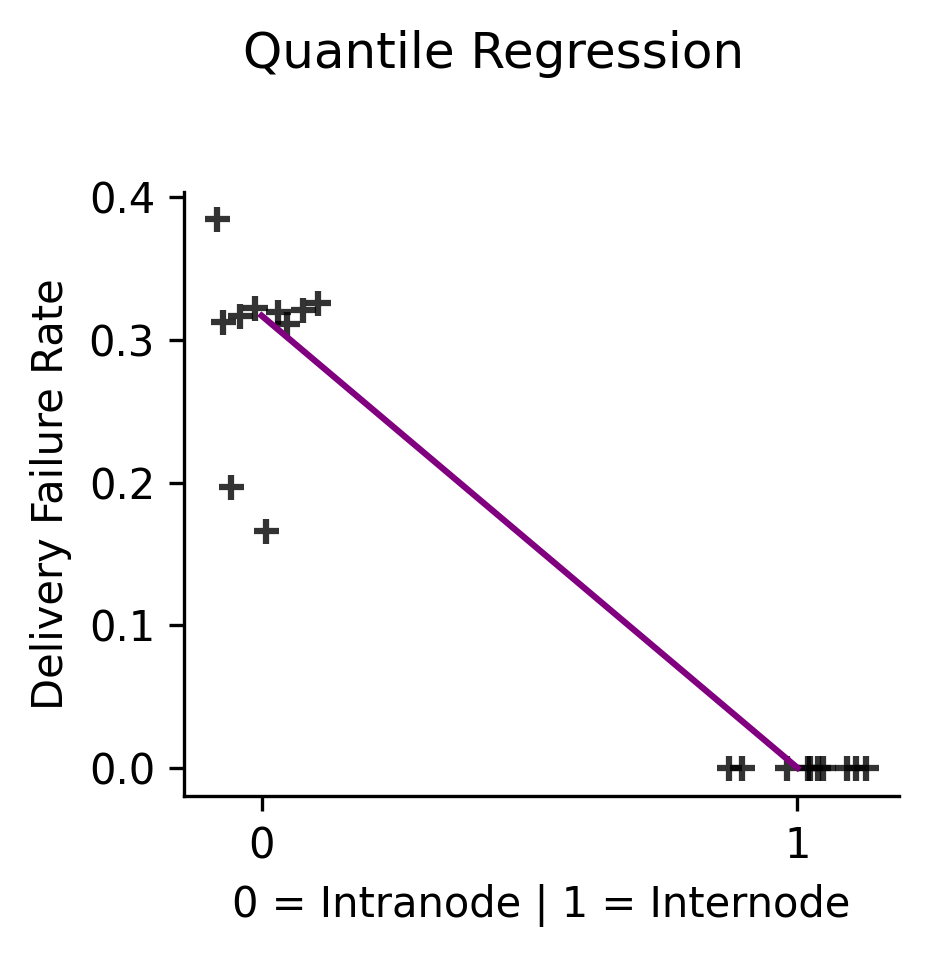 Quantile Regression
Delivery Failure Rate
0.4
0.3
0.2
0.1
0.0
0 1
0 = Intranode | 1 = Internode